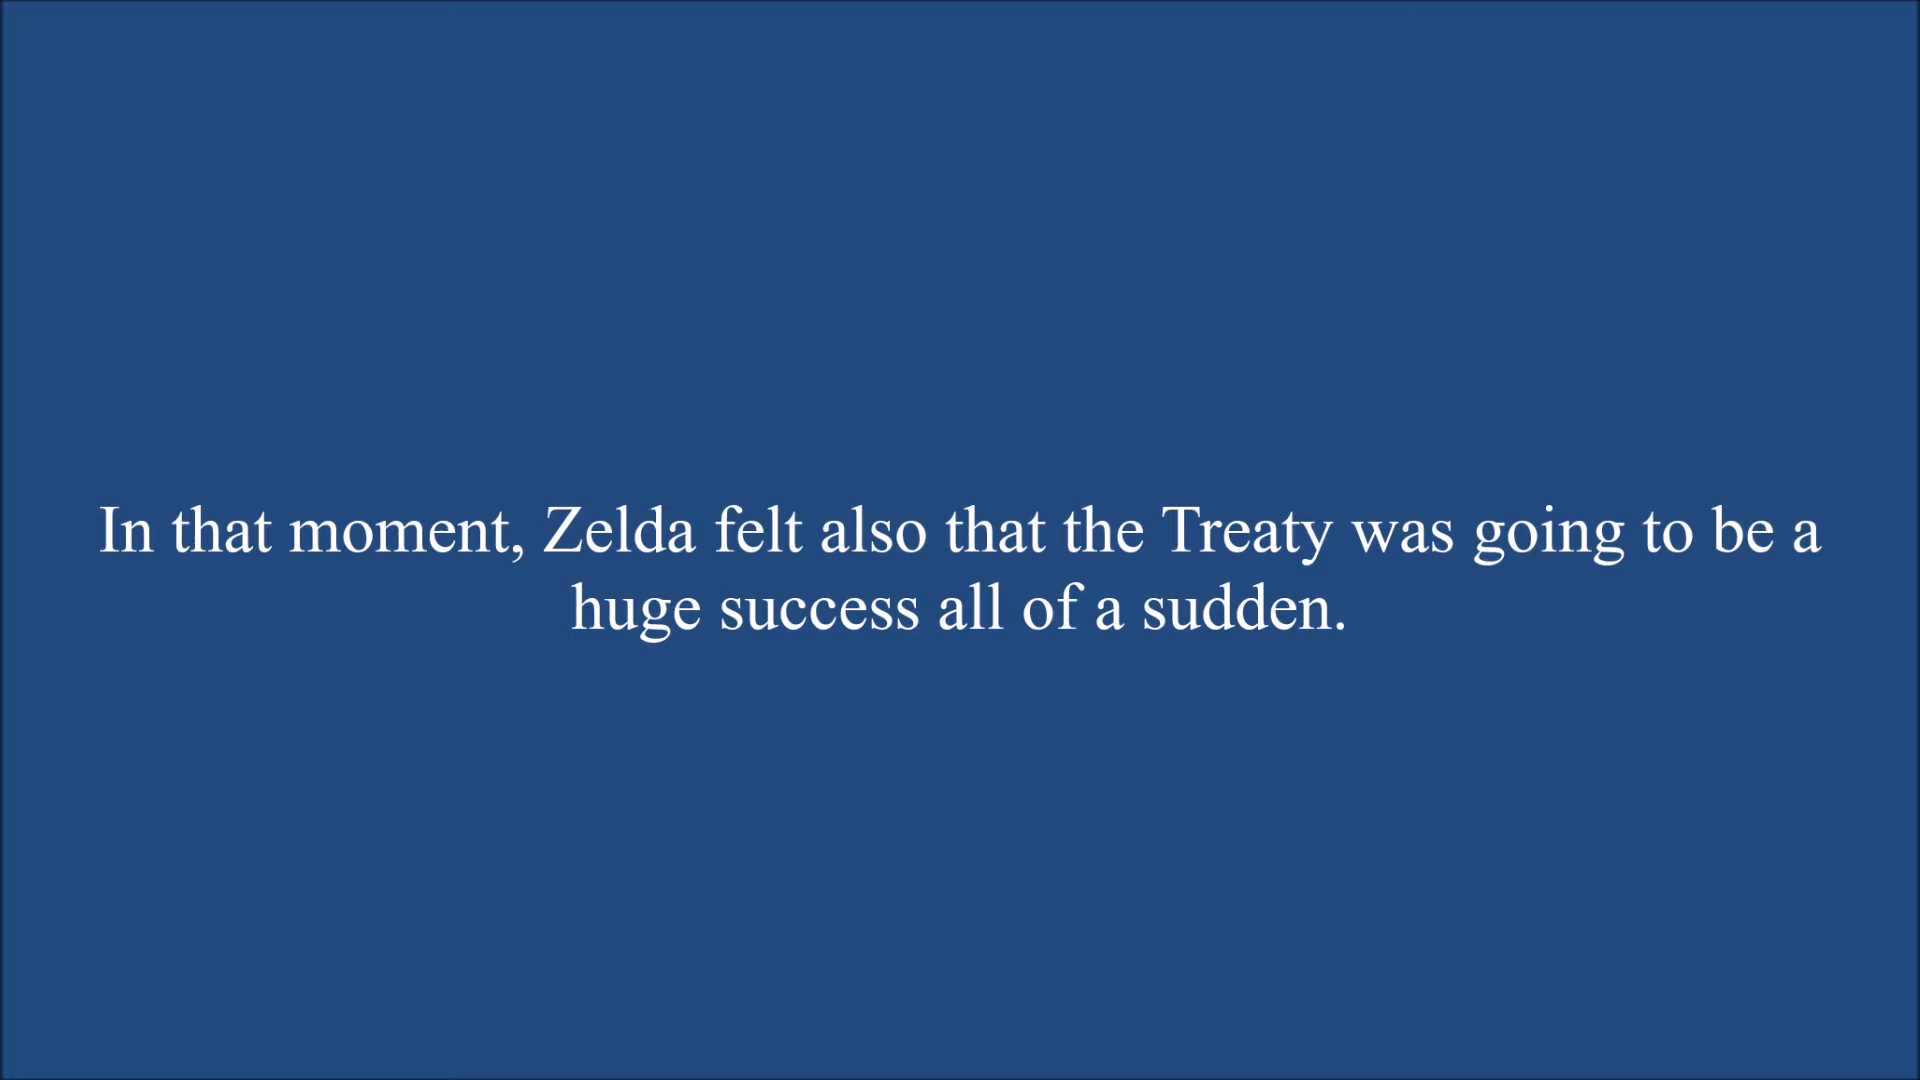 In that moment, Zelda felt also that the Treaty was going to be a
huge success all of a sudden.